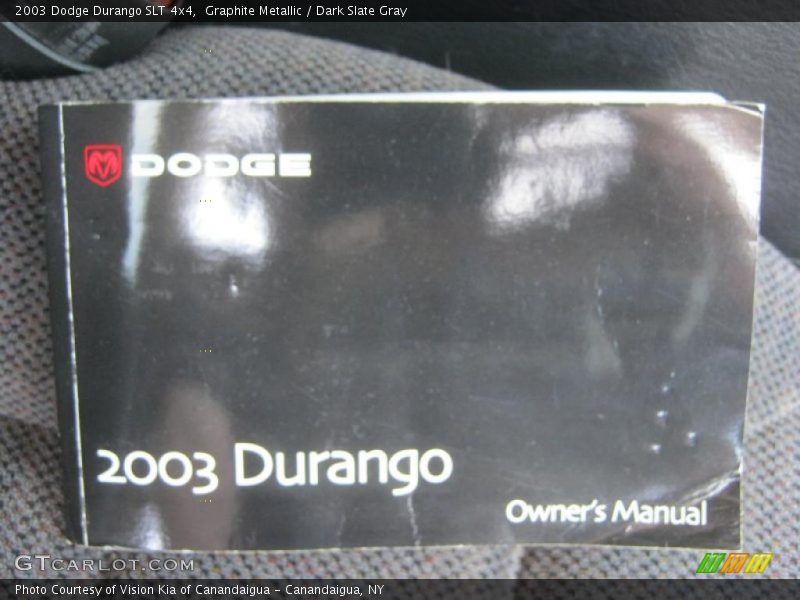 2003 Dodge Durango SLT 4x4,  Graphite Metallic / Dark Slate Gray
DODGE
2003 Durango
Owner's Manual
GTCARLOT.COM
Photo Courtesy of Vision Kia of Canandaigua - Canandaigua, NY